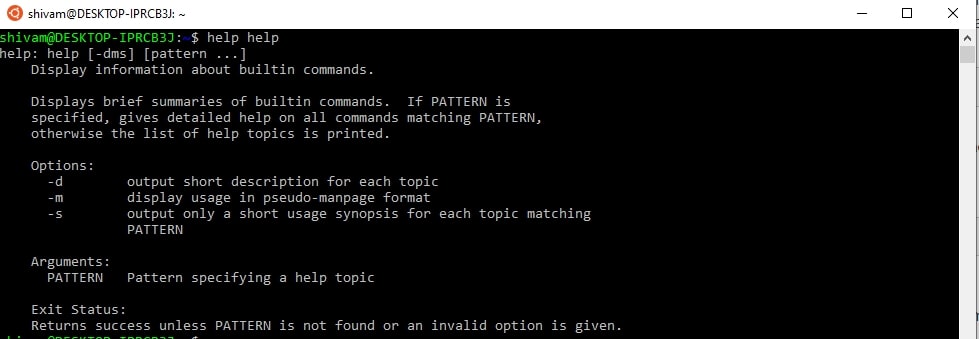 shivam@DESKTOP-IPRCB3J: ~
shivam@DESKTOP-IPRCB3J:~$ help help
help: help [-dms] [pattern ...]
    Display information about builtin commands.

    Displays brief summaries of builtin commands.  If PATTERN is
    specified, gives detailed help on all commands matching PATTERN,
    otherwise the list of help topics is printed.

    Options:
      -d        output short description for each topic
      -m        display usage in pseudo-manpage format
      -s        output only a short usage synopsis for each topic matching
                PATTERN

    Arguments:
      PATTERN   Pattern specifying a help topic

    Exit Status:
    Returns success unless PATTERN is not found or an invalid option is given.
shivam@DESKTOP-IPRCB3J:~$